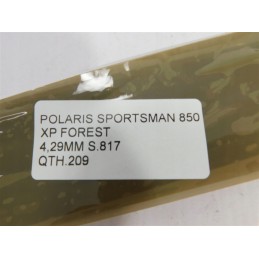 POLARIS SPORTSMAN 850
XP FOREST
4,29MM S.817
QTH.209